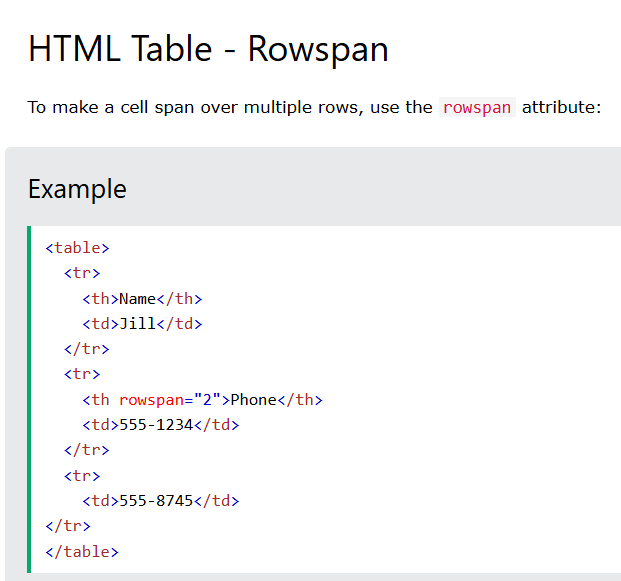 HTML Table - Rowspan
To make a cell span over multiple rows, use the rowspan attribute:
Example
<table>
  <tr>
    <th>Name</th>
    <td>Jill</td>
  </tr>
  <tr>
    <th rowspan="2">Phone</th>
    <td>555-1234</td>
  </tr>
  <tr>
    <td>555-8745</td>
</tr>
</table>